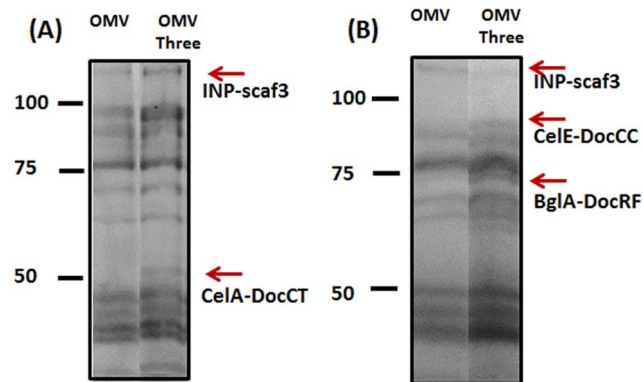 (A)
OMV
OMV
Three
INP-scaf3
100
75
50
CelA-DocCT
(B)
OMV
OMV
Three
INP-scaf3
100
CelE-DocCC
75
BglA-DocRF
50